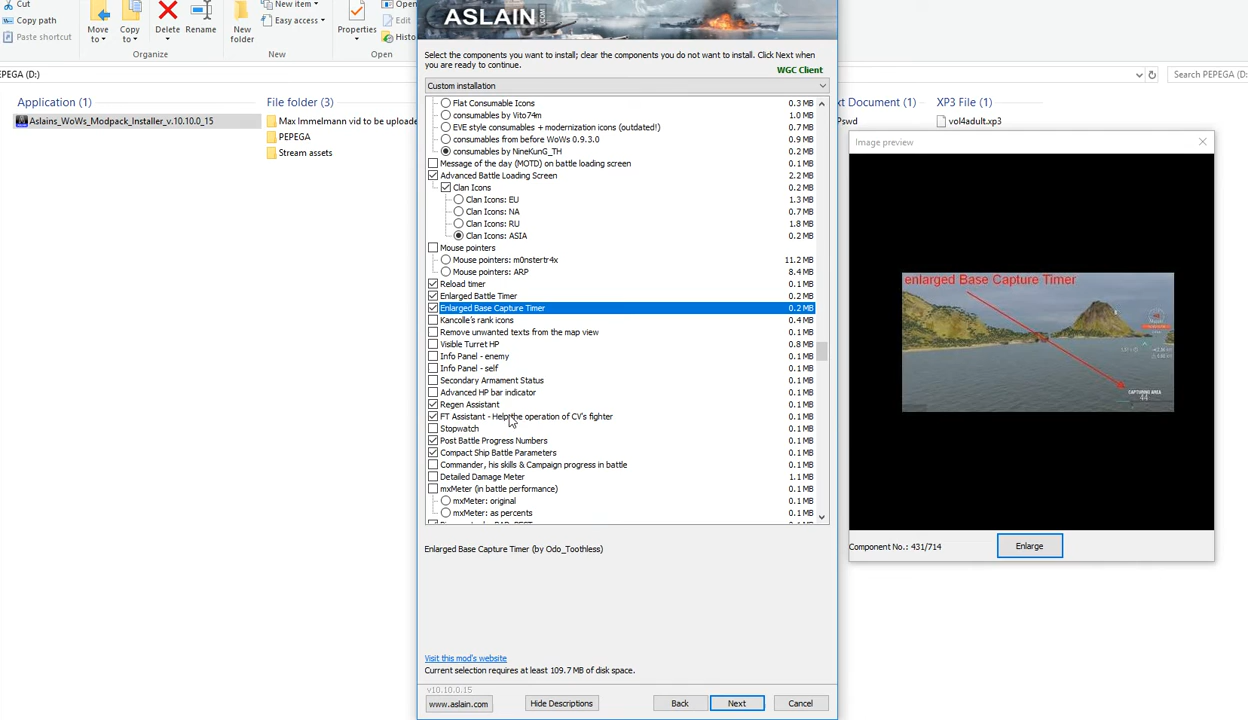 Cut
Copy path
Paste shortcut
Move
to
Copy
to
Delete
Rename
New
folder
New item
Easy access
Properties
Open
Edit
Histo
Organize
New
Open
EPEGA (D:)
Search PEPEGA (D:
Application (1)
Aslains_WoWs_Modpack_Installer_v.10.10.0_15
File folder (3)
Max Immelmann vid to be uploade
PEPEGA
Stream assets
xt Document (1)
Pswd
XP3 File (1)
vol4adult.xp3
ASLAIN.COM
Select the components you want to install; clear the components you do not want to install. Click Next when
you are ready to continue.
WGC Client
Custom installation
Flat Consumable Icons 0.3 MB
consumables by Vito74m 1.0 MB
EVE style consumables + modernization icons (outdated!) 0.7 MB
consumables from before WoWs 0.9.3.0 0.2 MB
consumables by NineKunG_TH 0.2 MB
Message of the day (MOTD) on battle loading screen 0.1 MB
Advanced Battle Loading Screen 2.2 MB
Clan Icons 0.2 MB
Clan Icons: EU 1.3 MB
Clan Icons: NA 0.7 MB
Clan Icons: RU 1.8 MB
Clan Icons: ASIA 0.2 MB
Mouse pointers
Mouse pointers: m0nstertr4x 11.2 MB
Mouse pointers: ARP 8.4 MB
Reload timer 0.1 MB
Enlarged Battle Timer 0.2 MB
Enlarged Base Capture Timer 0.2 MB
Kancolle's rank icons 0.4 MB
Remove unwanted texts from the map view 0.1 MB
Visible Turret HP 0.8 MB
Info Panel - enemy 0.1 MB
Info Panel - self 0.1 MB
Secondary Armament Status 0.1 MB
Advanced HP bar indicator 0.1 MB
Regen Assistant 0.1 MB
FT Assistant - Help the operation of CV's fighter 0.1 MB
Stopwatch 0.1 MB
Post Battle Progress Numbers 0.1 MB
Compact Ship Battle Parameters 0.1 MB
Commander, his skills & Campaign progress in battle 0.1 MB
Detailed Damage Meter 1.1 MB
mxMeter (in battle performance) 0.1 MB
mxMeter: original 0.1 MB
mxMeter: as percents 0.1 MB
Enlarged Base Capture Timer (by Odo_Toothless)
Visit this mod's website
Current selection requires at least 109.7 MB of disk space.
v10.10.0.15
www.aslain.com
Hide Descriptions
Back
Next
Cancel
Image preview
enlarged Base Capture Timer
CAPTURING AREA
44
Component No.: 431/714
Enlarge